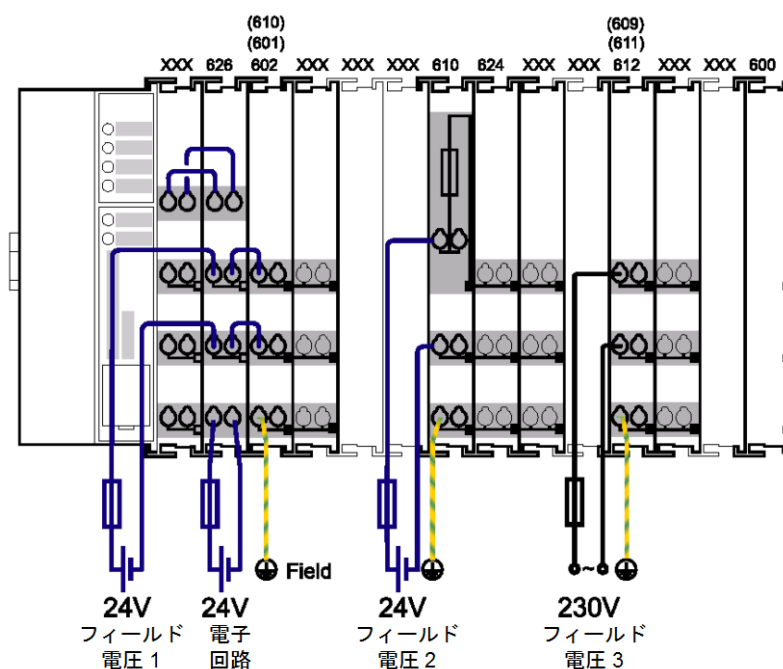 (610) (609)
(601) (611)
XXX 626 602 XXX XXX XXX 610 624 XXX XXX 612 XXX XXX 600
Field
24V 24V 24V 230V
フィールド 電子 フィールド フィールド
電圧 1 回路 電圧 2 電圧 3